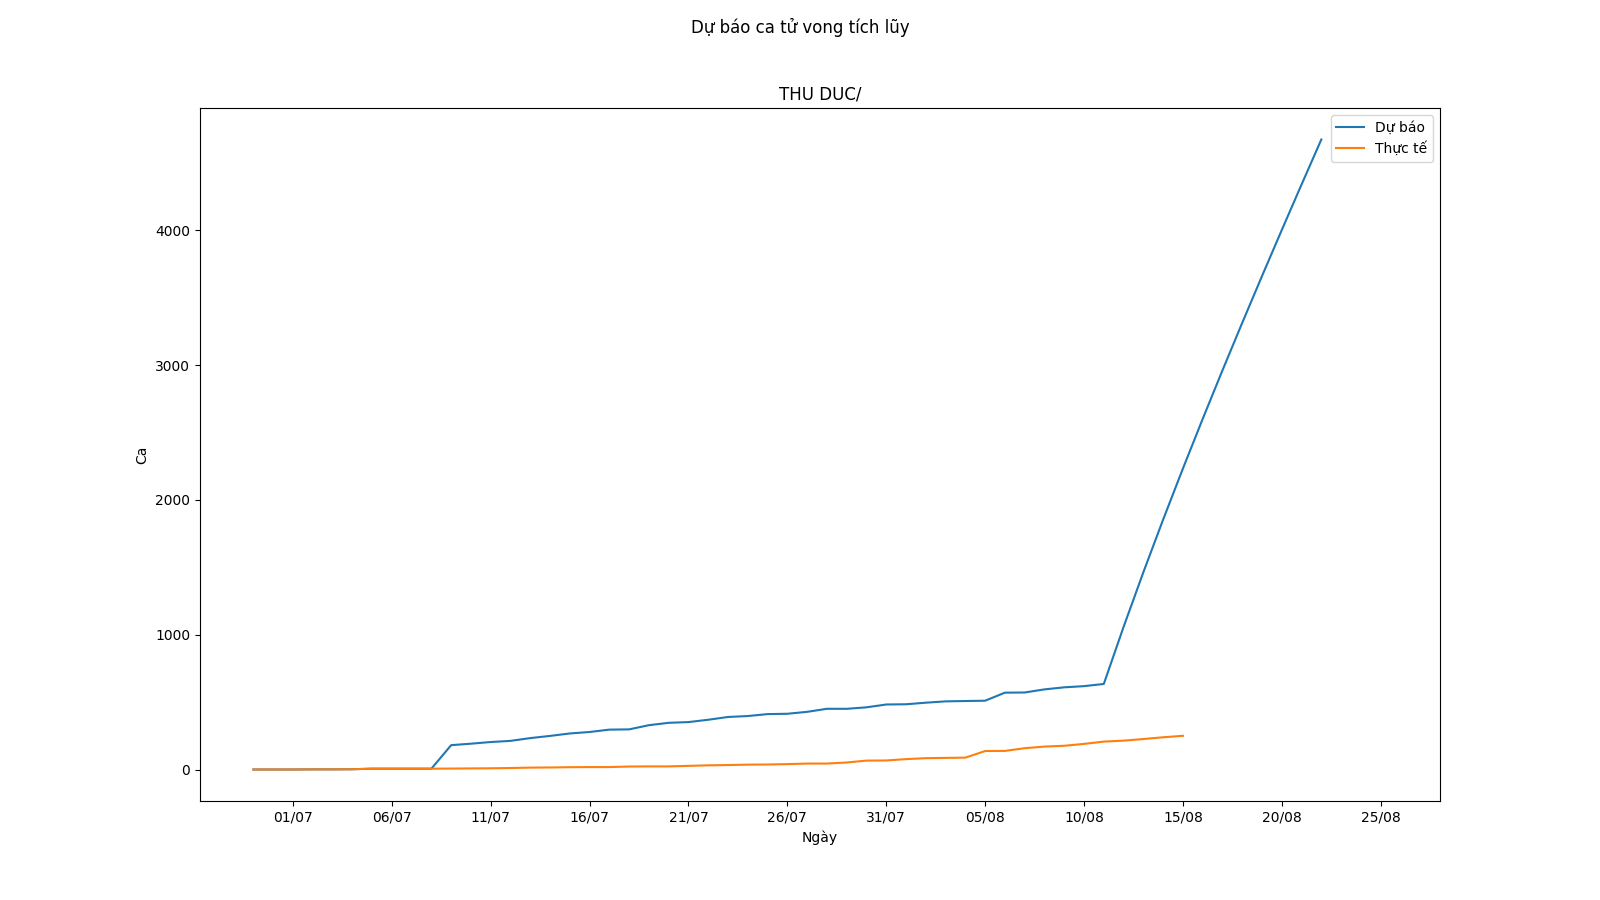 Dự báo ca tử vong tích lũy
THU DUC/
Dự báo
Thực tế
4000
3000
2000
1000
0
Ca
01/07 06/07 11/07 16/07 21/07 26/07 31/07 05/08 10/08 15/08 20/08 25/08
Ngày